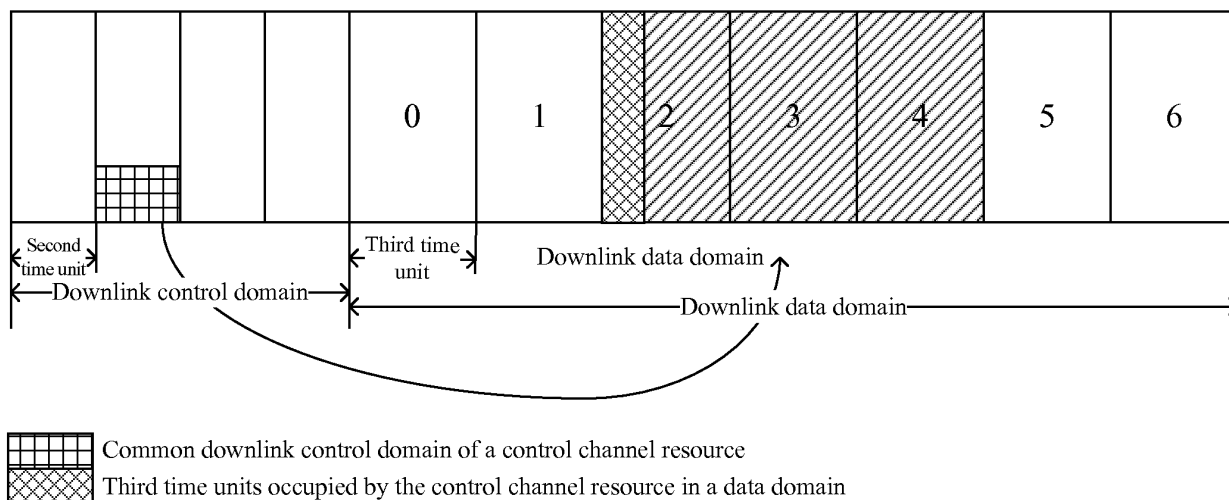 0 1 2 3 4 5 6
Second
time unit
Third time
unit
Downlink data domain
Downlink control domain
Downlink data domain
Common downlink control domain of a control channel resource
Third time units occupied by the control channel resource in a data domain